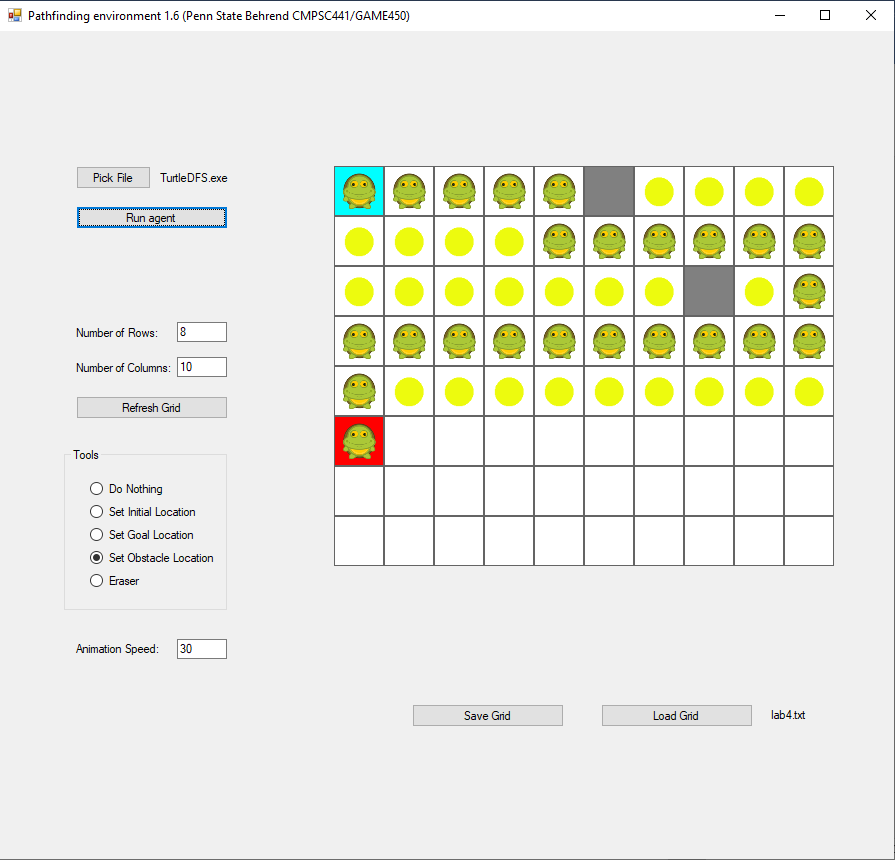 Pathfinding environment 1.6 (Penn State Behrend CMPSC441/GAME450)
Pick File TurtleDFS.exe
Run agent
Number of Rows: 8
Number of Columns: 10
Refresh Grid
Tools
Do Nothing
Set Initial Location
Set Goal Location
Set Obstacle Location
Eraser
Animation Speed: 30
Save Grid Load Grid lab4.txt